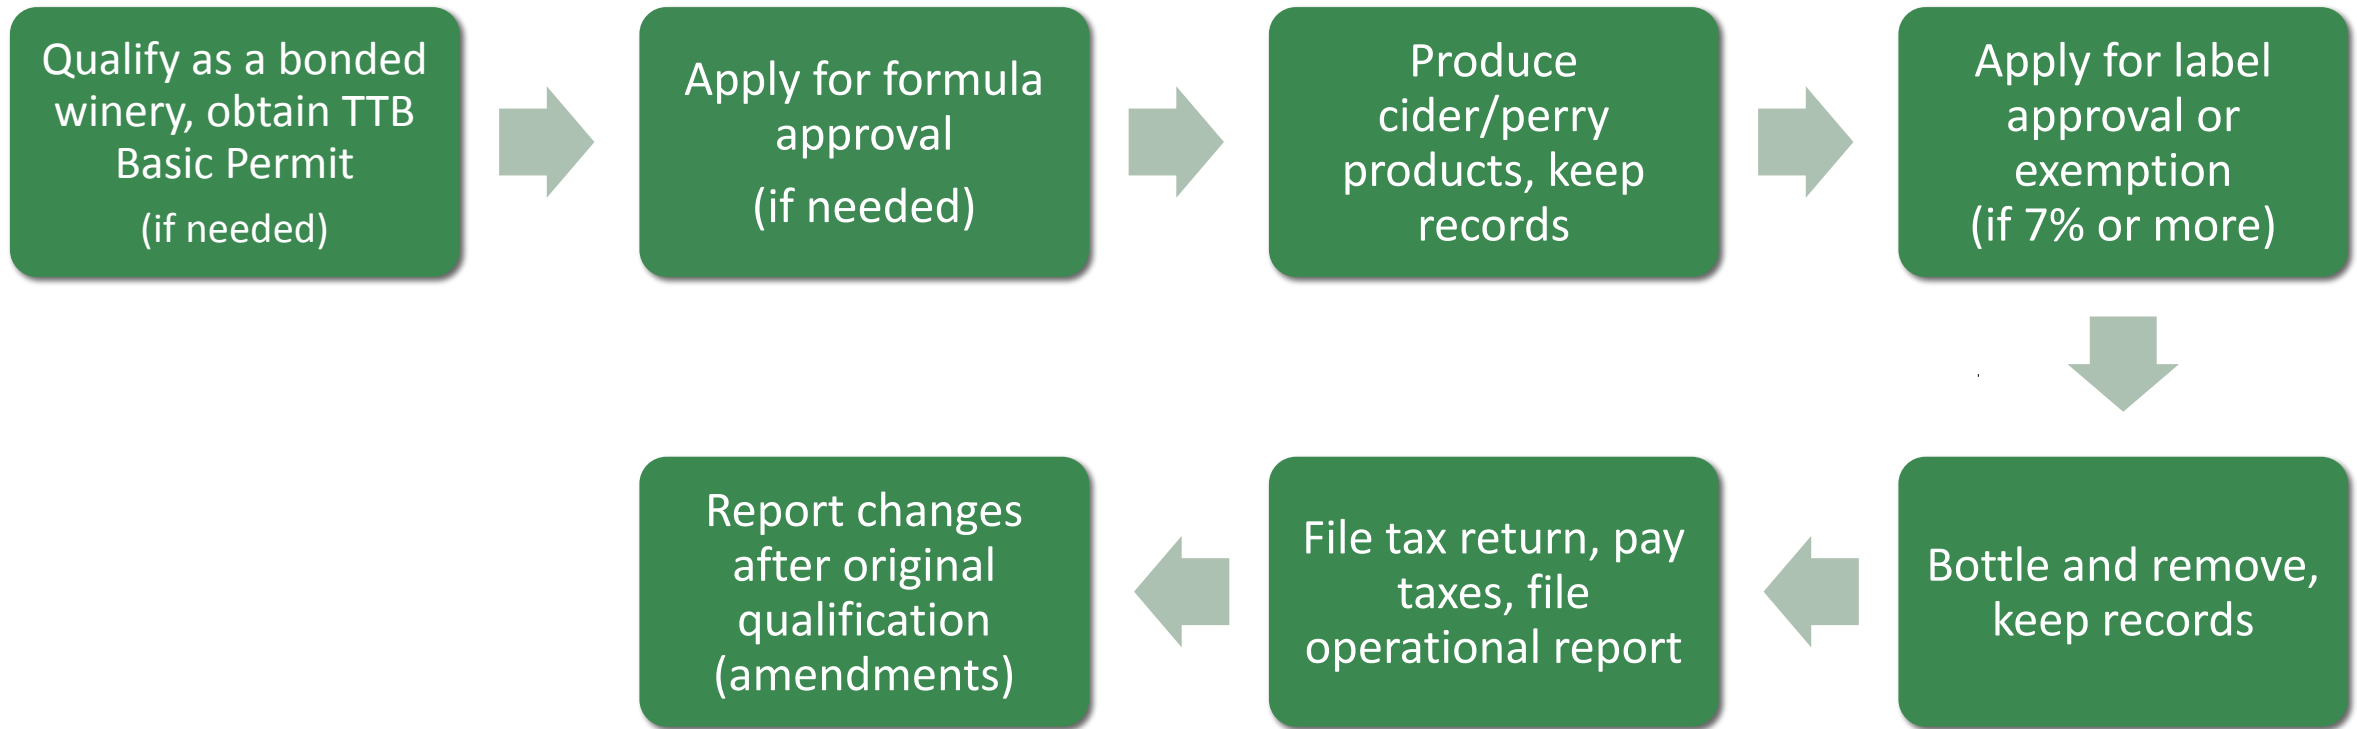 Qualify as a bonded
winery, obtain TTB
Basic Permit
(if needed)
Apply for formula
approval
(if needed)
Produce
cider/perry
products, keep
records
Apply for label
approval or
exemption
(if 7% or more)
Bottle and remove,
keep records
File tax return, pay
taxes, file
operational report
Report changes
after original
qualification
(amendments)